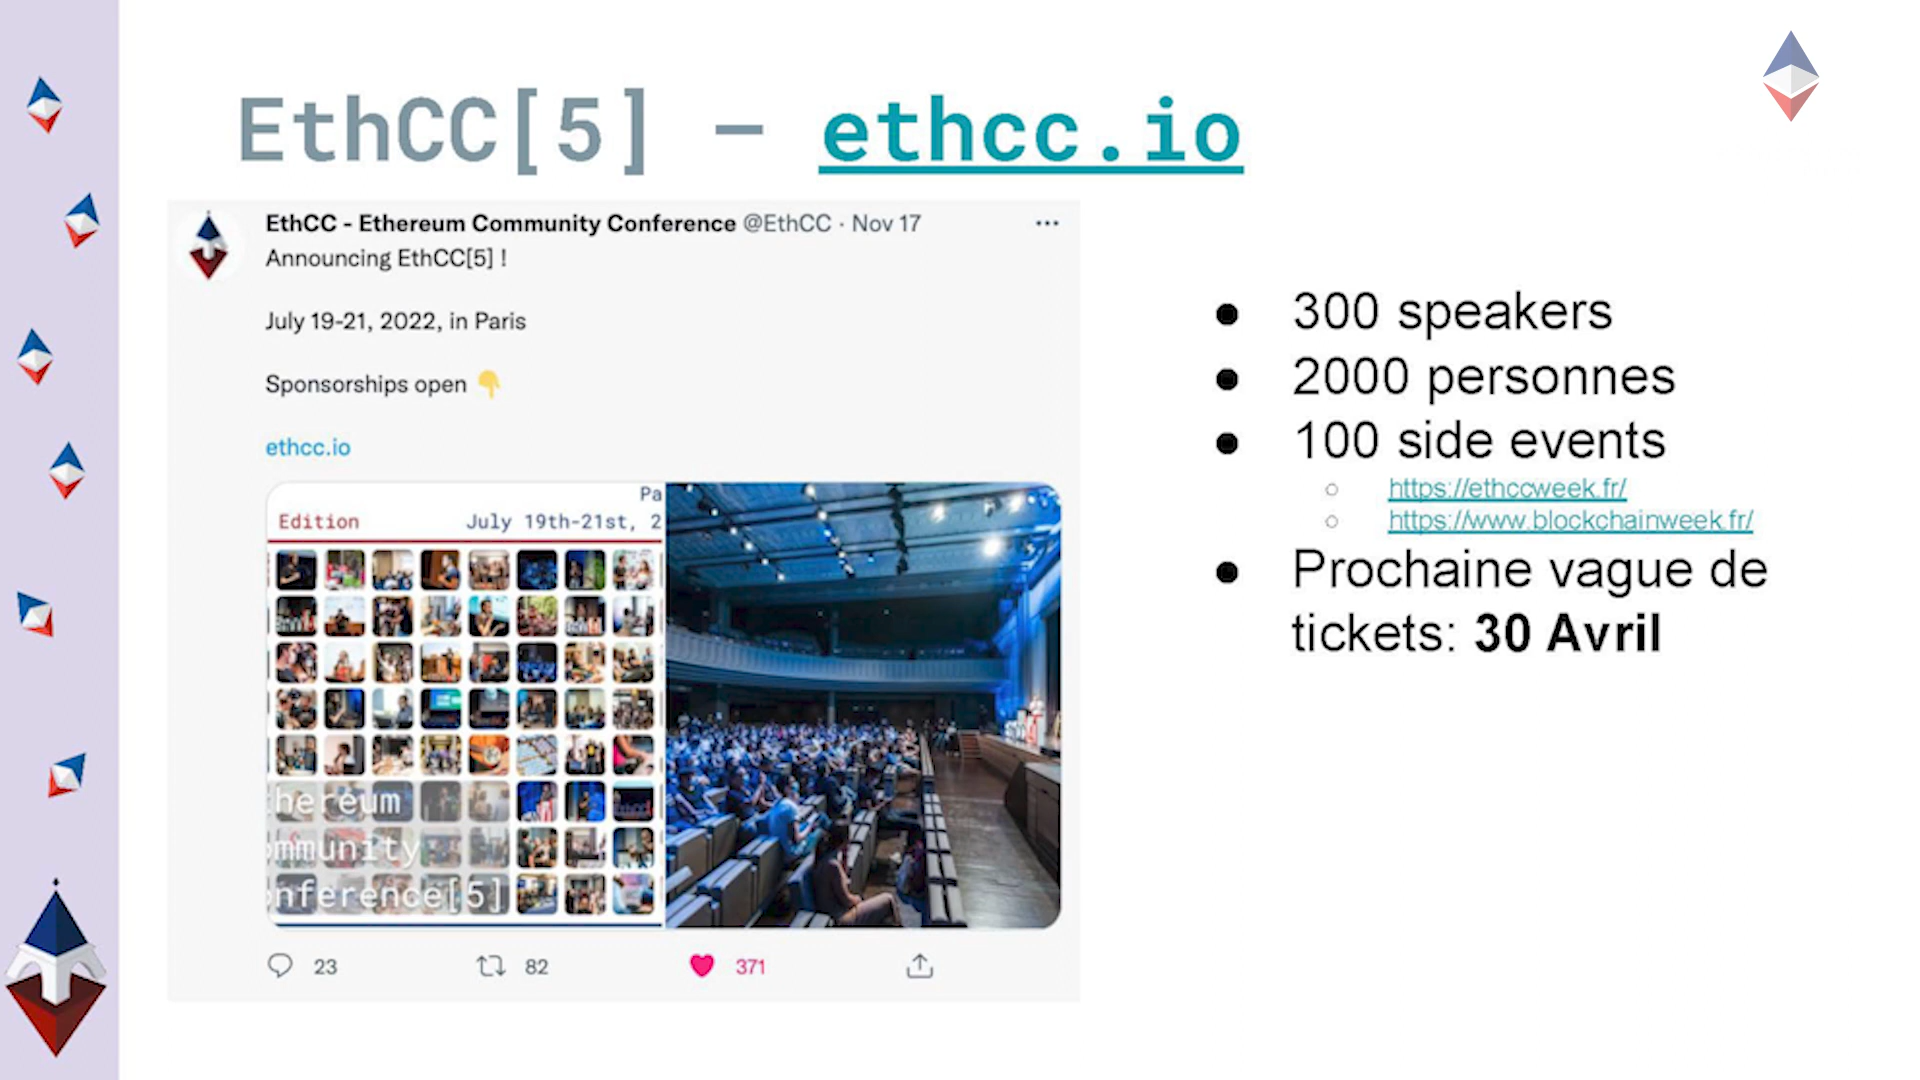 EthCC[5] – ethcc.io
EthCC - Ethereum Community Conference @EthCC · Nov 17
Announcing EthCC[5] !
July 19-21, 2022, in Paris
Sponsorships open 👇
ethcc.io
Pa
Edition July 19th-21st, 2
hereum
ommunity
onference[5]
23 82 371
● 300 speakers
● 2000 personnes
● 100 side events
○ https://ethccweek.fr/
○ https://www.blockchainweek.fr/
● Prochaine vague de
tickets: 30 Avril